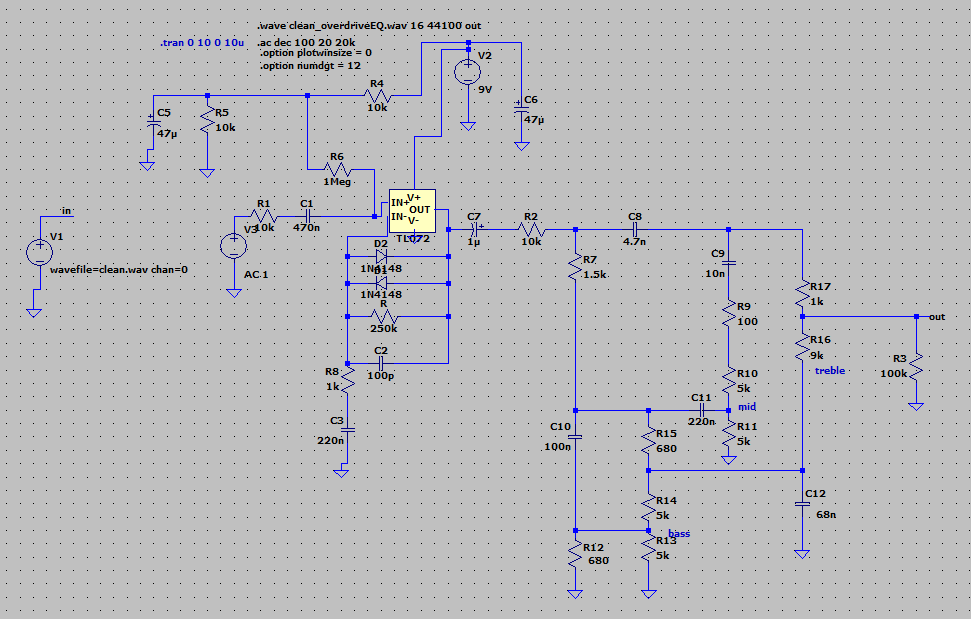 .wave clean_overdriveEQ.wav 16 44100 out
.tran 0 10 0 10u
.ac dec 100 20 20k
.option plotwinsize = 0
.option numdgt = 12
V2
9V
R4
10k
C5
47µ
R5
10k
C6
47µ
R6
1Meg
V+
IN+
OUT
IN-
V-
TL072
in
V1
wavefile=clean.wav chan=0
R1
10k
C1
470n
V3
AC 1
D2
1N4148
D1
1N4148
R
250k
C2
100p
R8
1k
C3
220n
C7
1µ
R2
10k
C8
4.7n
R7
1.5k
C9
10n
R9
100
R17
1k
out
R16
9k
treble
R3
100k
R10
5k
mid
C11
220n
R11
5k
C10
100n
R15
680
R14
5k
bass
R13
5k
R12
680
C12
68n